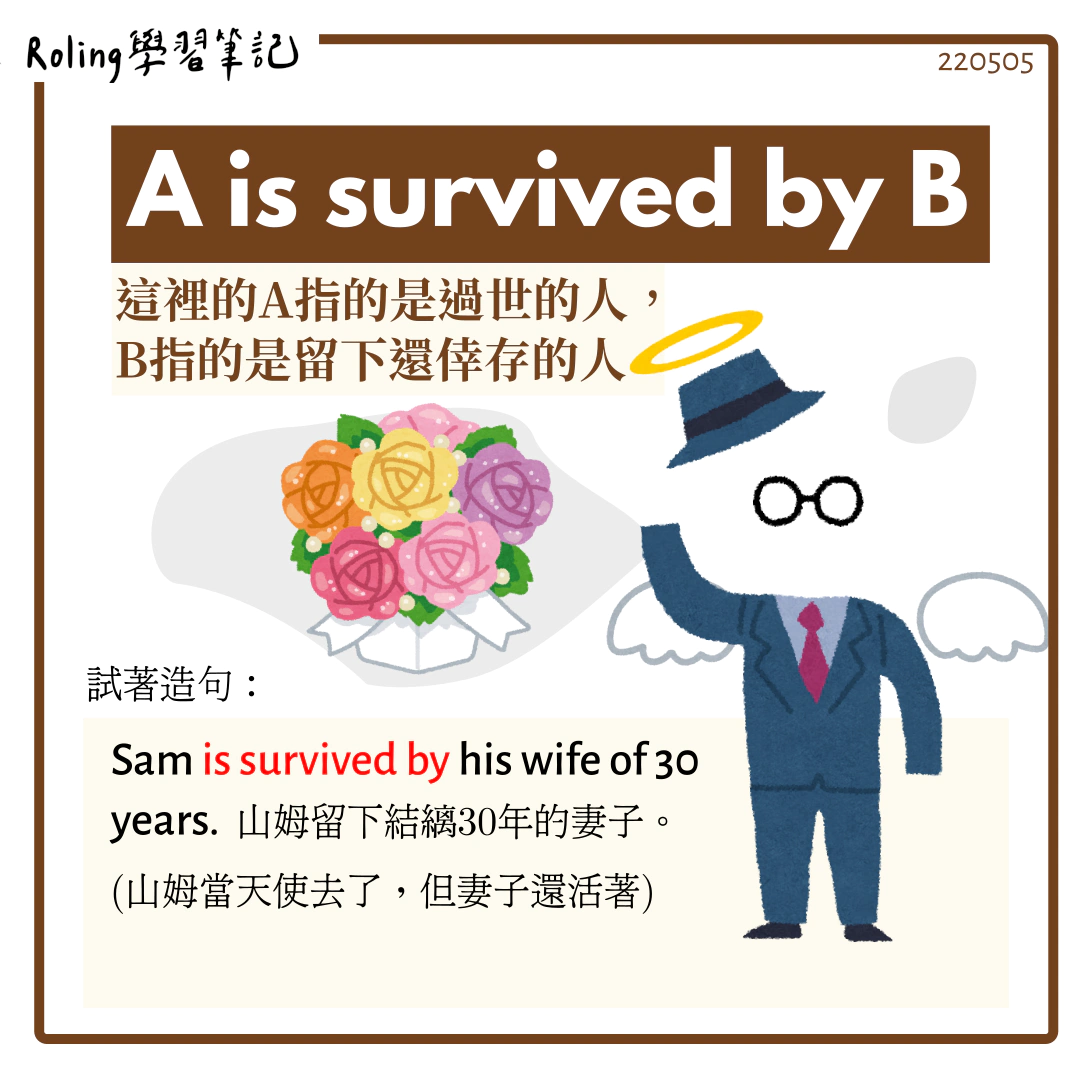 Roling學習筆記
220505
A is survived by B
這裡的A指的是過世的人，
B指的是留下還倖存的人
試著造句：
Sam is survived by his wife of 30
years. 山姆留下結縭30年的妻子。
(山姆當天使去了，但妻子還活著)